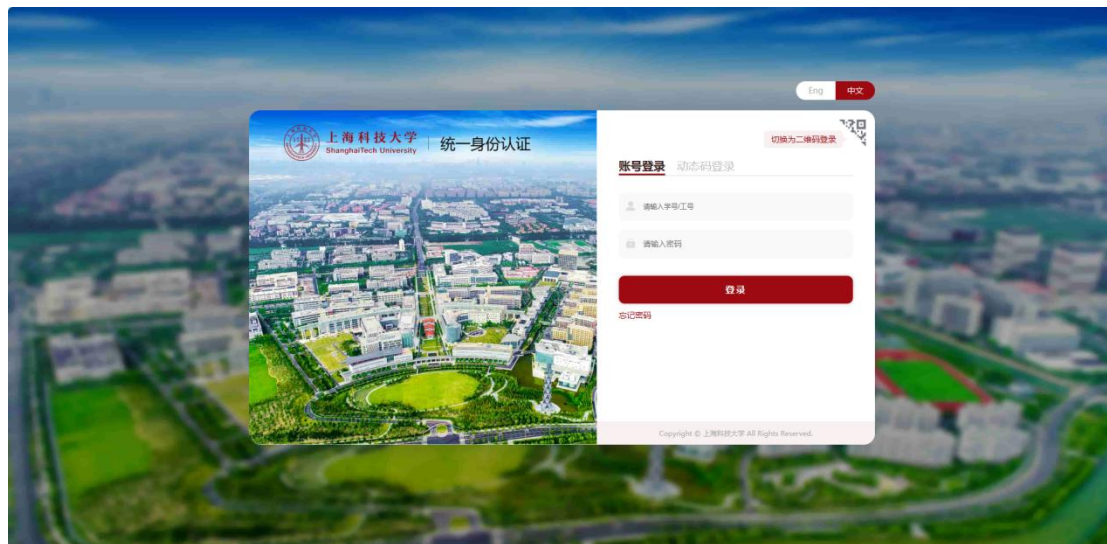 Eng 中文
上海科技大学
ShanghaiTech University
统一身份认证
切换为二维码登录
账号登录 动态码登录
请输入学号/工号
请输入密码
登录
忘记密码
Copyright © 上海科技大学 All Rights Reserved.